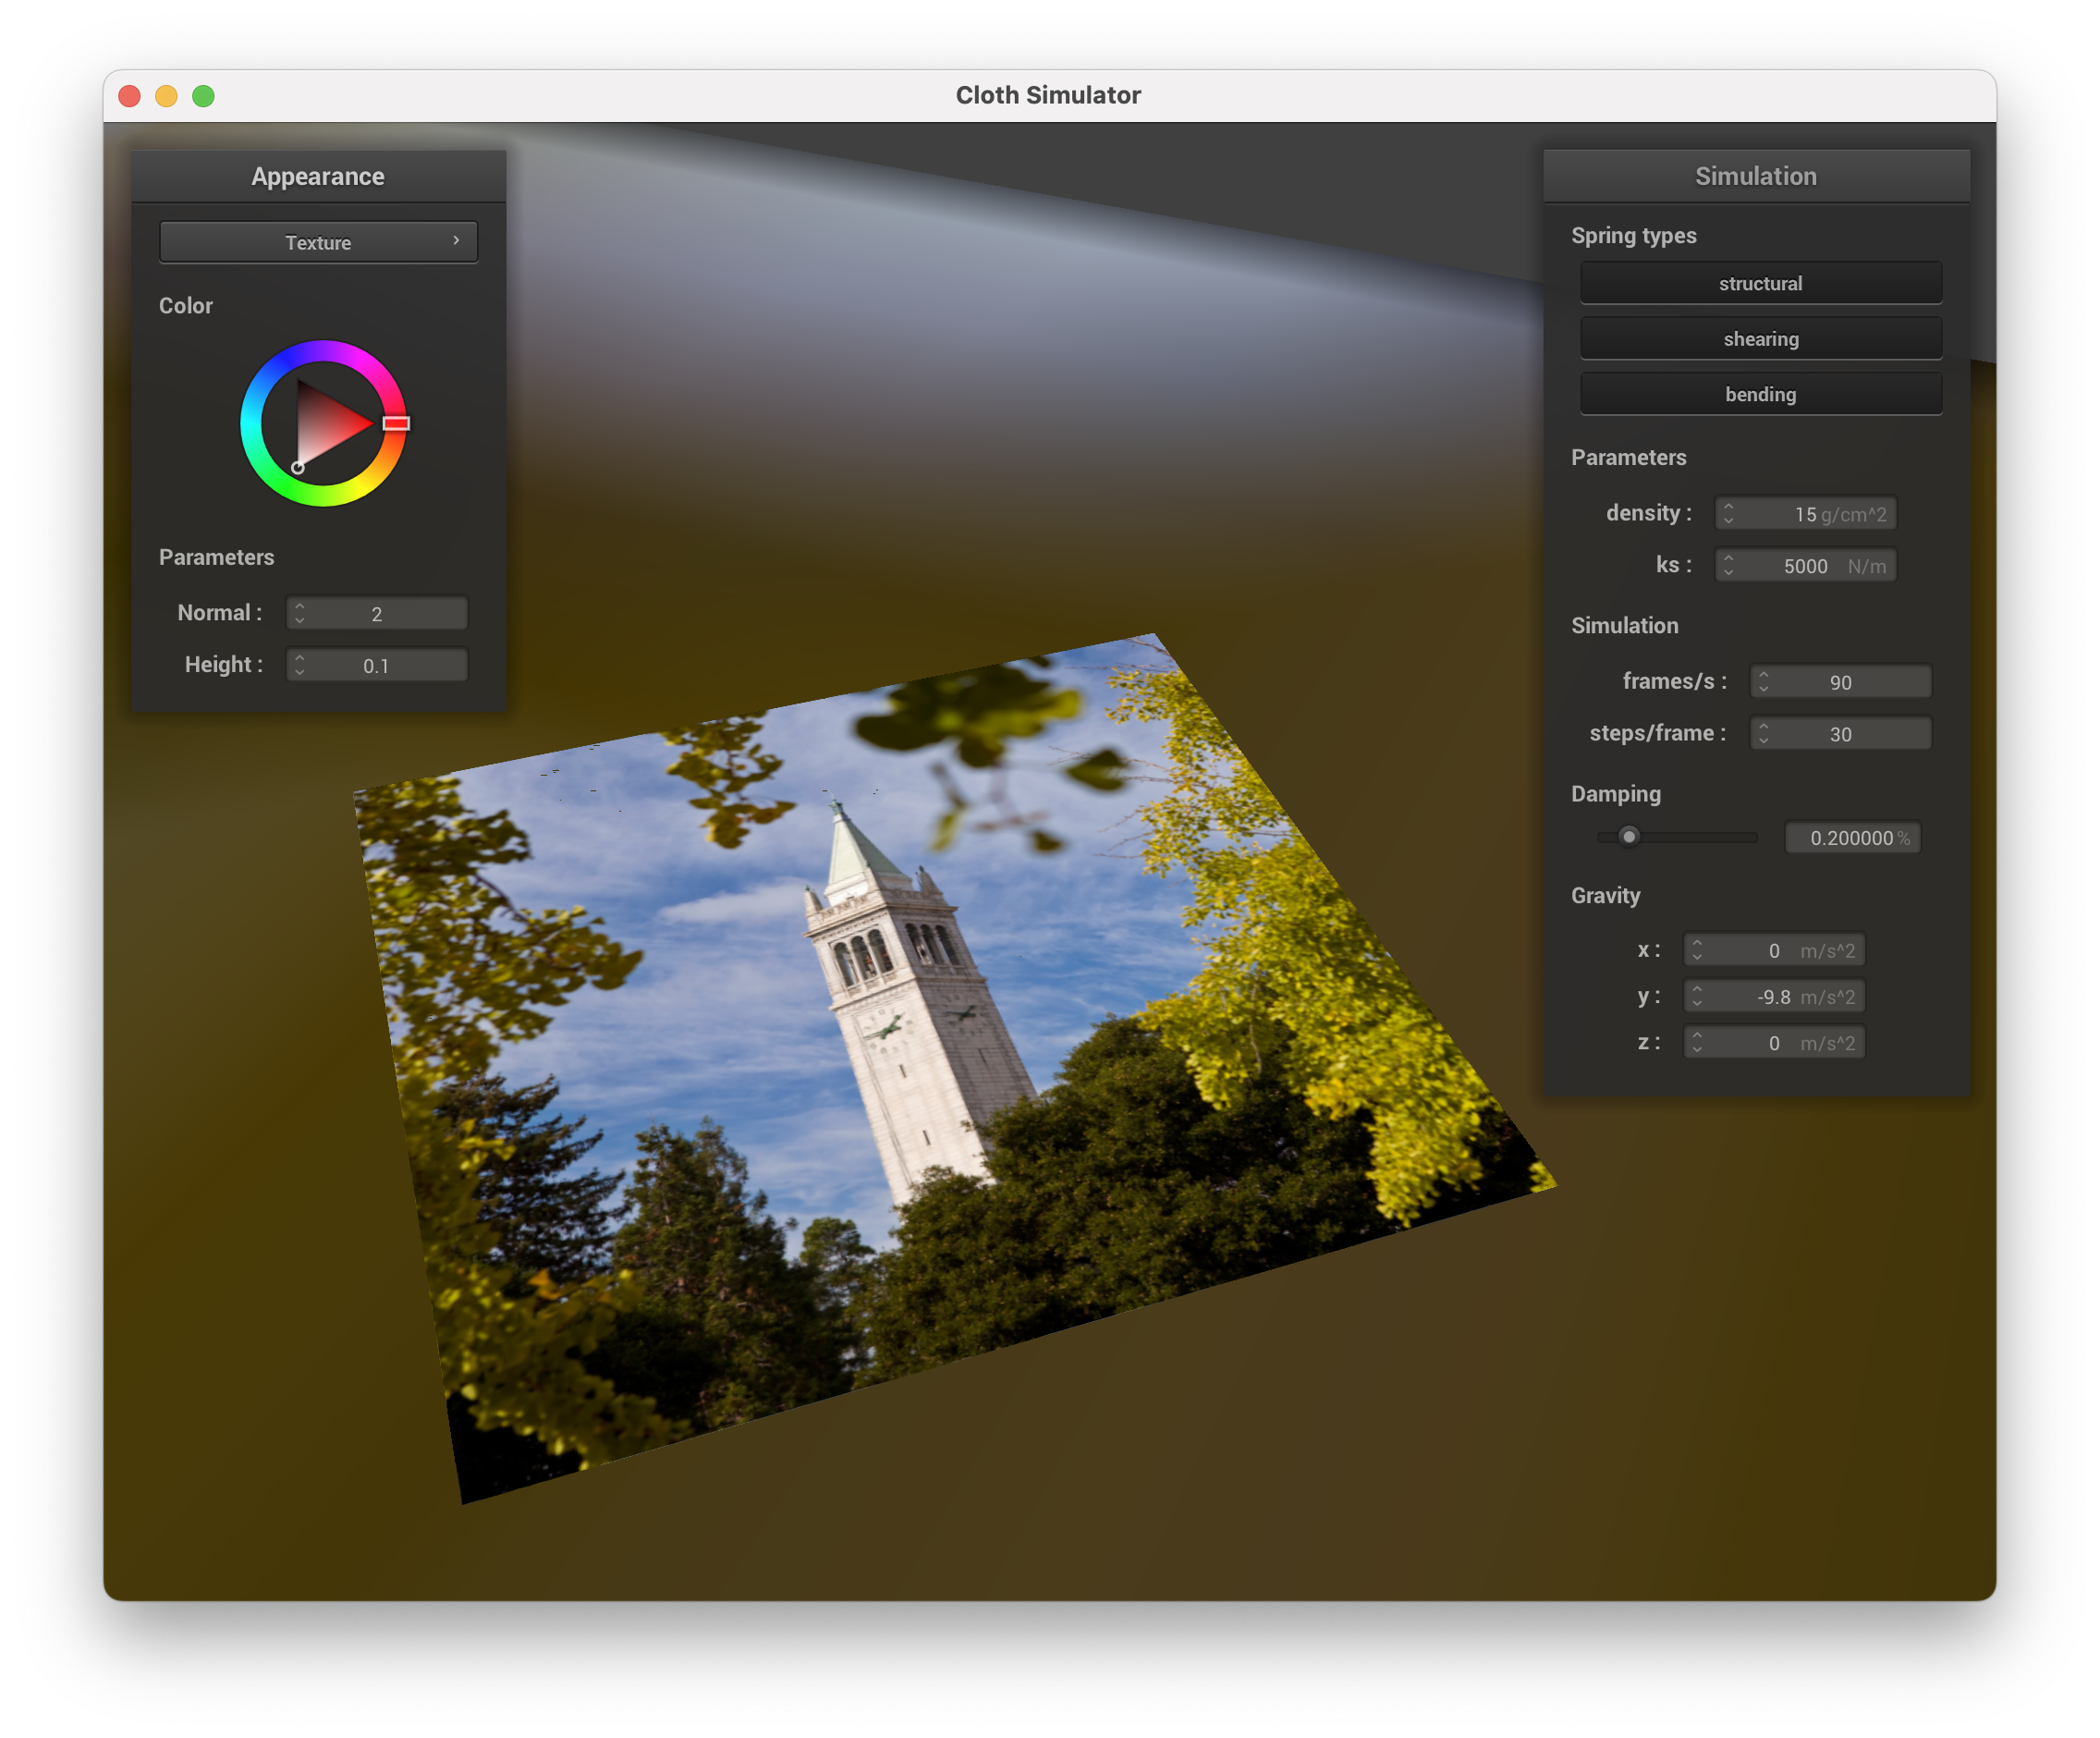 Cloth Simulator
Appearance
Texture
Color
Parameters
Normal : 2
Height : 0.1
Simulation
Spring types
structural
shearing
bending
Parameters
density : 15 g/cm^2
ks : 5000 N/m
Simulation
frames/s : 90
steps/frame : 30
Damping
0.200000 %
Gravity
x : 0 m/s^2
y : -9.8 m/s^2
z : 0 m/s^2